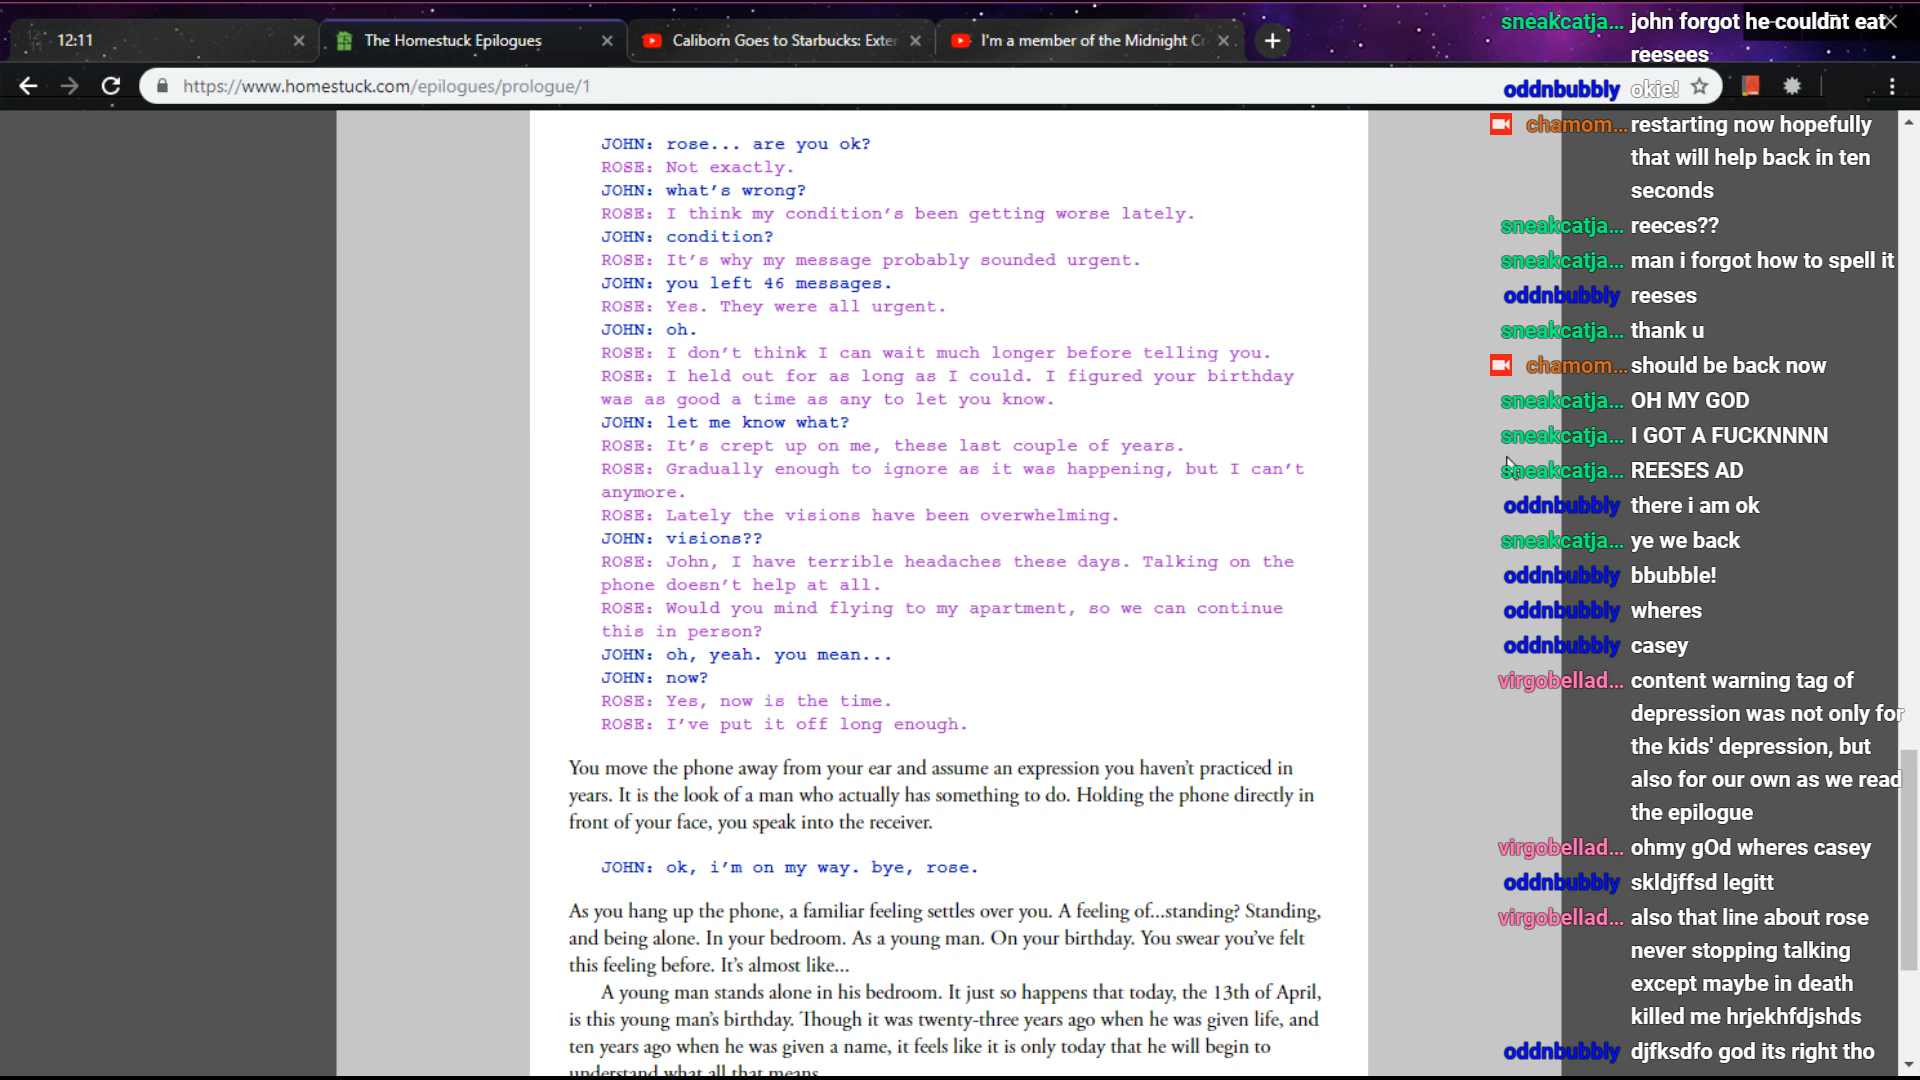 12:11
The Homestuck Epilogues
Caliborn Goes to Starbucks: Exter
I'm a member of the Midnight Cr
https://www.homestuck.com/epilogues/prologue/1
JOHN: rose... are you ok?
ROSE: Not exactly.
JOHN: what's wrong?
ROSE: I think my condition's been getting worse lately.
JOHN: condition?
ROSE: It's why my message probably sounded urgent.
JOHN: you left 46 messages.
ROSE: Yes. They were all urgent.
JOHN: oh.
ROSE: I don't think I can wait much longer before telling you.
ROSE: I held out for as long as I could. I figured your birthday
was as good a time as any to let you know.
JOHN: let me know what?
ROSE: It's crept up on me, these last couple of years.
ROSE: Gradually enough to ignore as it was happening, but I can't
anymore.
ROSE: Lately the visions have been overwhelming.
JOHN: visions??
ROSE: John, I have terrible headaches these days. Talking on the
phone doesn't help at all.
ROSE: Would you mind flying to my apartment, so we can continue
this in person?
JOHN: oh, yeah. you mean...
JOHN: now?
ROSE: Yes, now is the time.
ROSE: I've put it off long enough.
You move the phone away from your ear and assume an expression you haven't practiced in
years. It is the look of a man who actually has something to do. Holding the phone directly in
front of your face, you speak into the receiver.
JOHN: ok, i'm on my way. bye, rose.
As you hang up the phone, a familiar feeling settles over you. A feeling of...standing? Standing,
and being alone. In your bedroom. As a young man. On your birthday. You swear you've felt
this feeling before. It's almost like...
A young man stands alone in his bedroom. It just so happens that today, the 13th of April,
is this young man's birthday. Though it was twenty-three years ago when he was given life, and
ten years ago when he was given a name, it feels like it is only today that he will begin to
understand what all that means.
sneakcatja... john forgot he couldnt eat
reesees
oddnbubbly okie!
chamom... restarting now hopefully
that will help back in ten
seconds
sneakcatja... reeces??
sneakcatja... man i forgot how to spell it
oddnbubbly reeses
sneakcatja... thank u
chamom... should be back now
sneakcatja... OH MY GOD
sneakcatja... I GOT A FUCKNNNN
sneakcatja... REESES AD
oddnbubbly there i am ok
sneakcatja... ye we back
oddnbubbly bbubble!
oddnbubbly wheres
oddnbubbly casey
virgobellad... content warning tag of
depression was not only for
the kids' depression, but
also for our own as we read
the epilogue
virgobellad... ohmy gOd wheres casey
oddnbubbly skldjffsd legitt
virgobellad... also that line about rose
never stopping talking
except maybe in death
killed me hrjekhfdjshds
oddnbubbly djfksdfo god its right tho